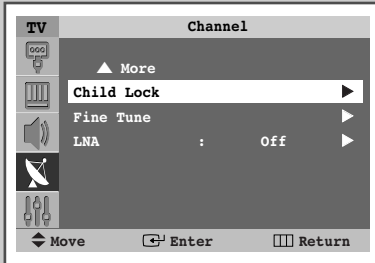 TV Channel
▲ More
Child Lock ▶
Fine Tune ▶
LNA : Off ▶
Move Enter Return